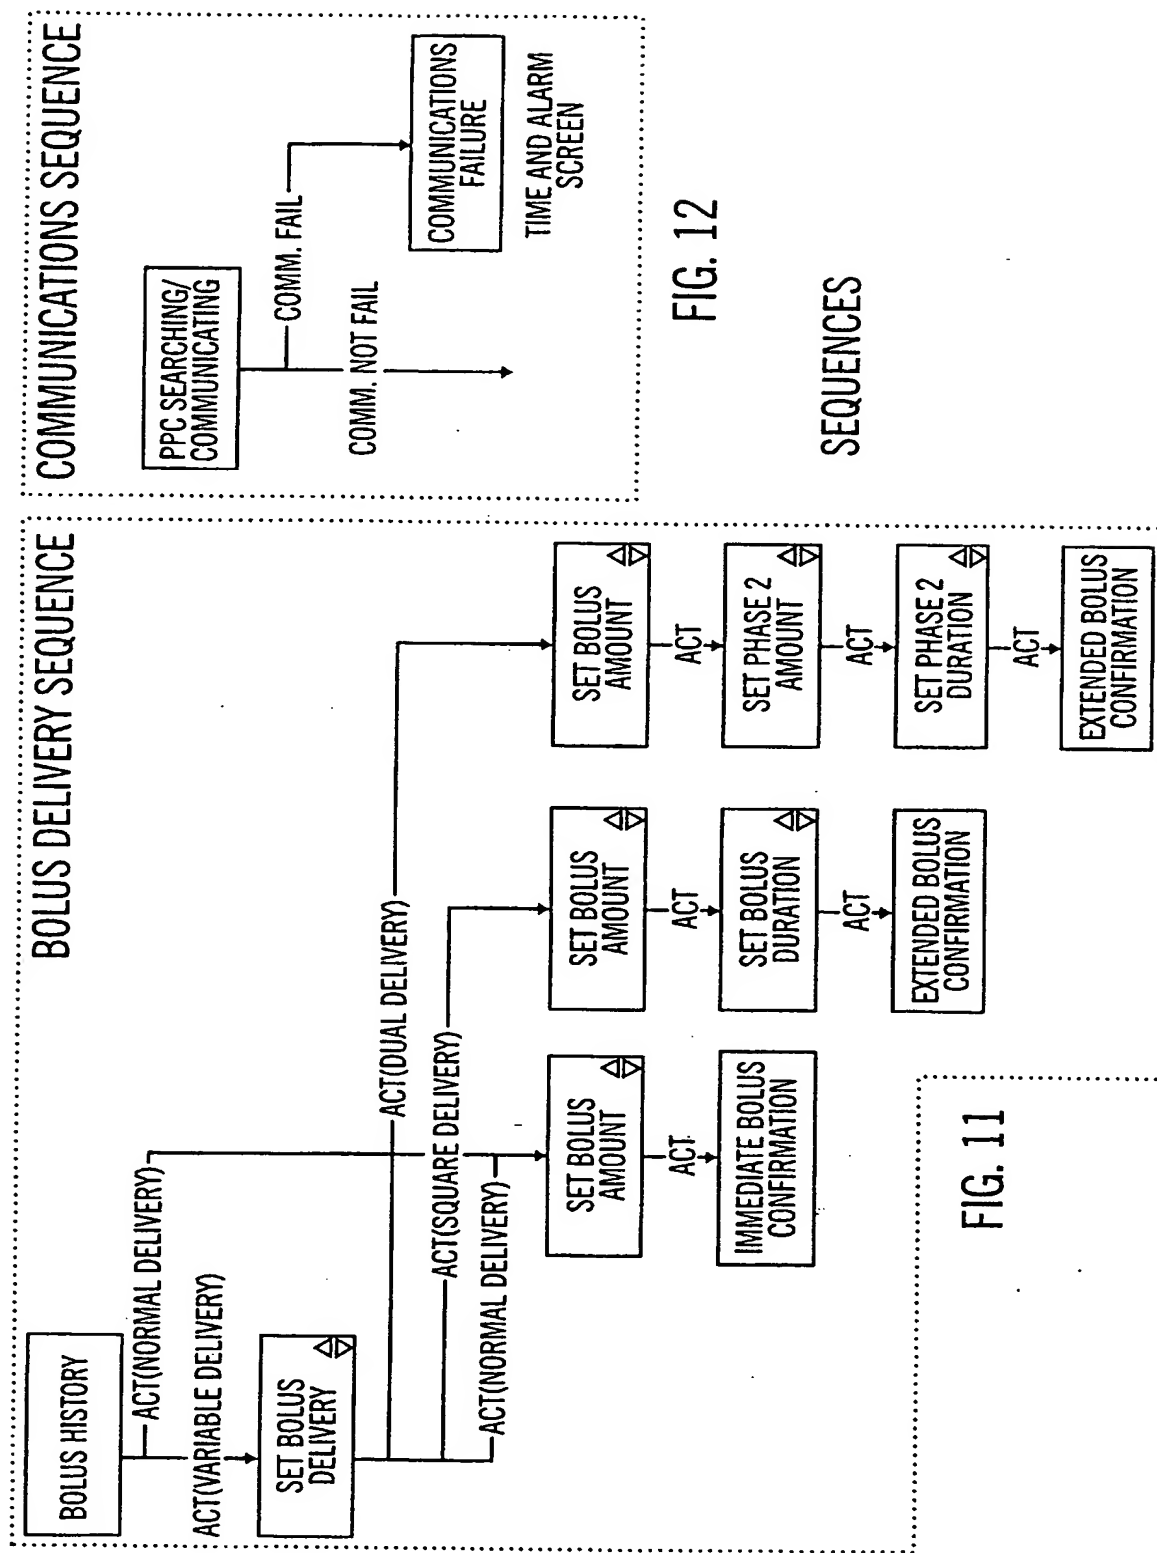 BOLUS DELIVERY SEQUENCE
BOLUS HISTORY
ACT(NORMAL DELIVERY)
ACT(VARIABLE DELIVERY)
SET BOLUS
DELIVERY
ACT(DUAL DELIVERY)
ACT(SQUARE DELIVERY)
ACT(NORMAL DELIVERY)
SET BOLUS
AMOUNT
ACT
IMMEDIATE BOLUS
CONFIRMATION
SET BOLUS
AMOUNT
ACT
SET BOLUS
DURATION
ACT
EXTENDED BOLUS
CONFIRMATION
SET BOLUS
AMOUNT
ACT
SET PHASE 2
AMOUNT
ACT
SET PHASE 2
DURATION
ACT
EXTENDED BOLUS
CONFIRMATION
FIG. 11
COMMUNICATIONS SEQUENCE
PPC SEARCHING/
COMMUNICATING
COMM. FAIL
COMM. NOT FAIL
COMMUNICATIONS
FAILURE
TIME AND ALARM
SCREEN
FIG. 12
SEQUENCES